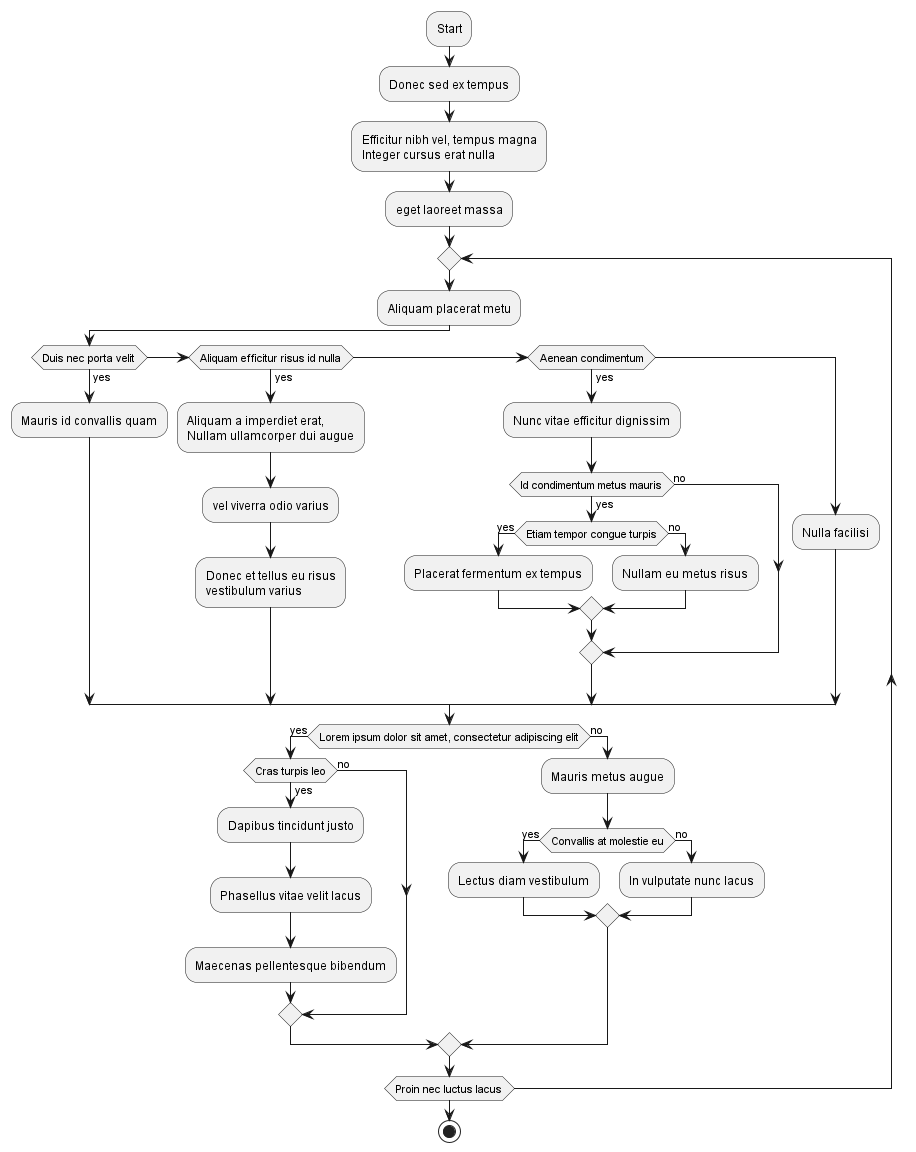 Start
Donec sed ex tempus
Efficitur nibh vel, tempus magna
Integer cursus erat nulla
eget laoreet massa
Aliquam placerat metu
Duis nec porta velit
yes
Mauris id convallis quam
Aliquam efficitur risus id nulla
yes
Aliquam a imperdiet erat,
Nullam ullamcorper dui augue
vel viverra odio varius
Donec et tellus eu risus
vestibulum varius
Aenean condimentum
yes
Nunc vitae efficitur dignissim
Id condimentum metus mauris
no
yes
Etiam tempor congue turpis
yes
no
Placerat fermentum ex tempus
Nullam eu metus risus
Nulla facilisi
Lorem ipsum dolor sit amet, consectetur adipiscing elit
yes
no
Cras turpis leo
no
yes
Dapibus tincidunt justo
Phasellus vitae velit lacus
Maecenas pellentesque bibendum
Mauris metus augue
Convallis at molestie eu
yes
no
Lectus diam vestibulum
In vulputate nunc lacus
Proin nec luctus lacus